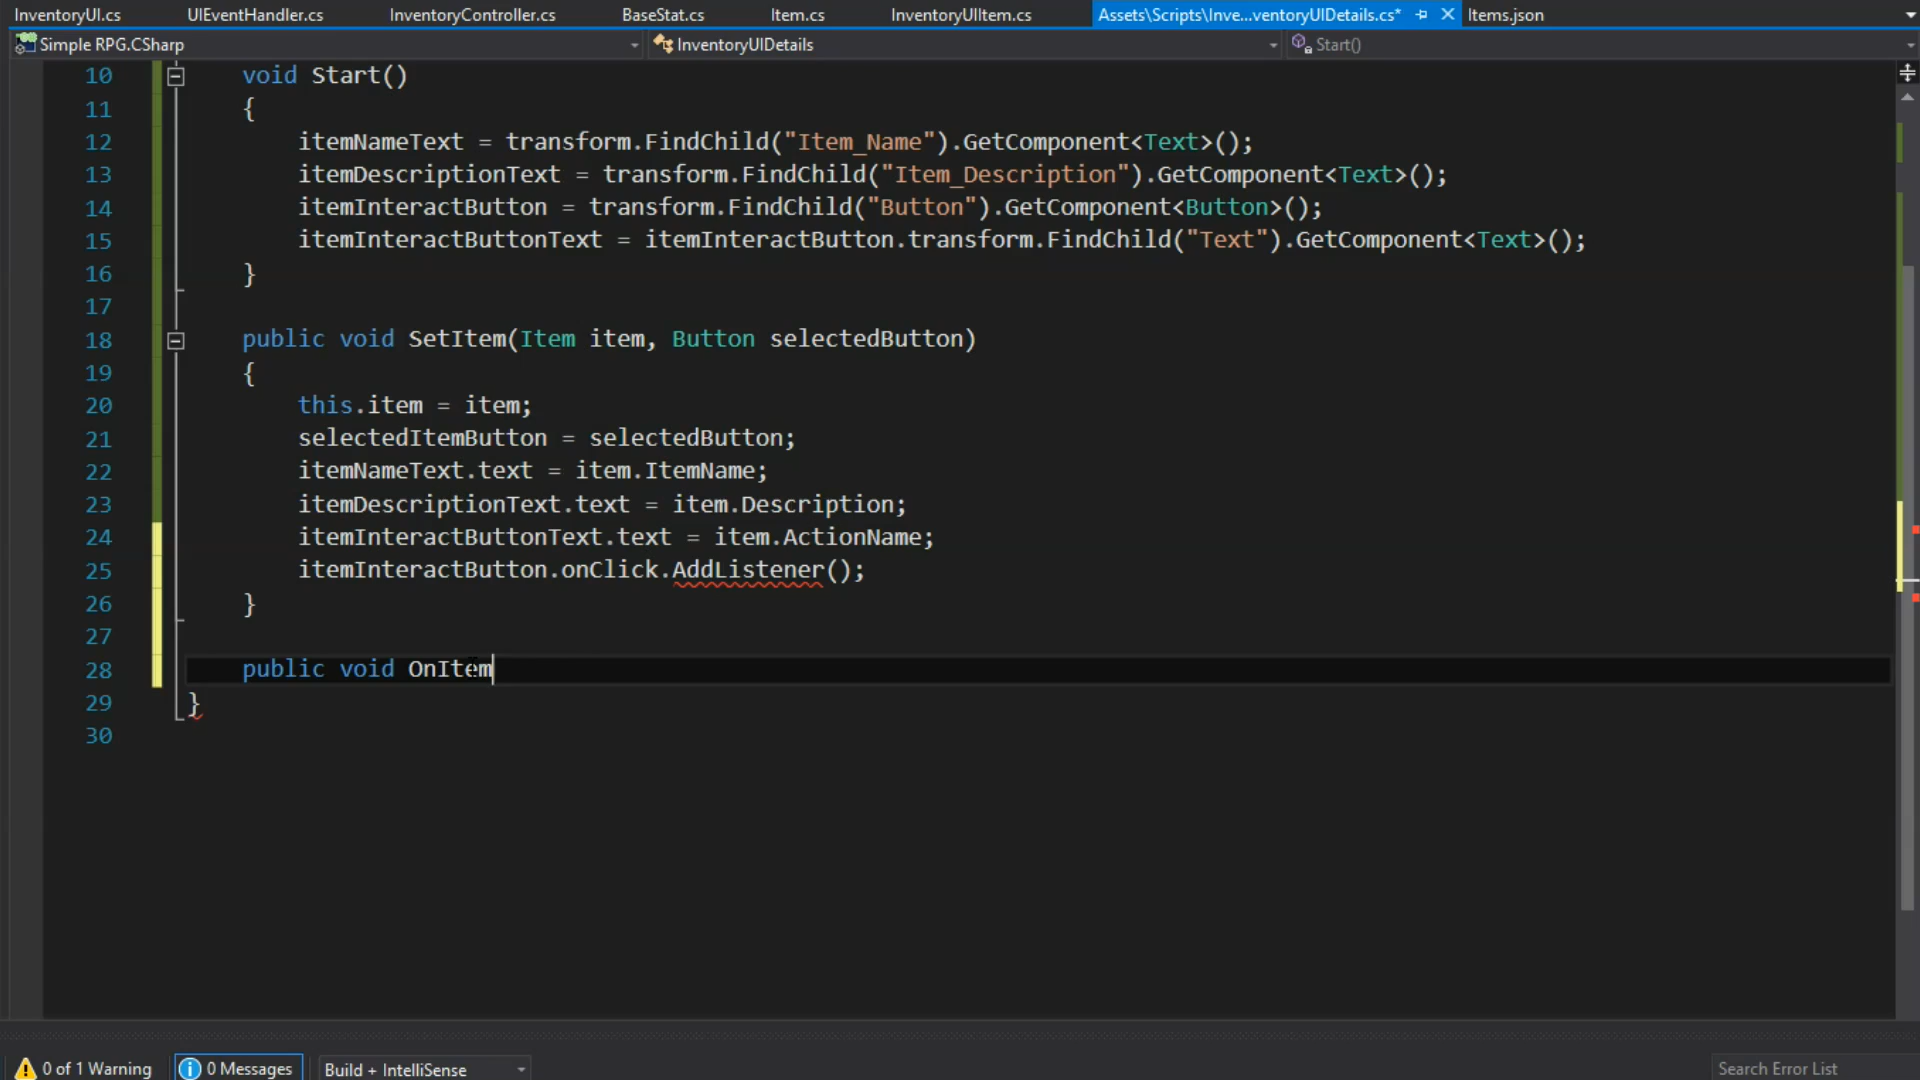 InventoryUI.cs UIEventHandler.cs InventoryController.cs BaseStat.cs Item.cs InventoryUIItem.cs Assets\Scripts\Inve...ventoryUIDetails.cs* Items.json
Simple RPG.CSharp InventoryUIDetails Start()
10 void Start()
11 {
12 itemNameText = transform.FindChild("Item_Name").GetComponent<Text>();
13 itemDescriptionText = transform.FindChild("Item_Description").GetComponent<Text>();
14 itemInteractButton = transform.FindChild("Button").GetComponent<Button>();
15 itemInteractButtonText = itemInteractButton.transform.FindChild("Text").GetComponent<Text>();
16 }
17
18 public void SetItem(Item item, Button selectedButton)
19 {
20 this.item = item;
21 selectedItemButton = selectedButton;
22 itemNameText.text = item.ItemName;
23 itemDescriptionText.text = item.Description;
24 itemInteractButtonText.text = item.ActionName;
25 itemInteractButton.onClick.AddListener();
26 }
27
28 public void OnItem
29 }
30
0 of 1 Warning 0 Messages Build + IntelliSense Search Error List